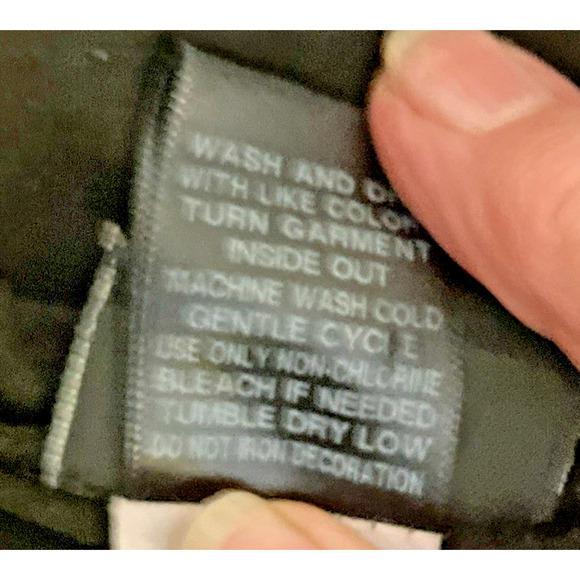 WASH AND
WITH LIKE COLOR
TURN GARMENT
INSIDE OUT
MACHINE WASH COLD
GENTLE CYCLE
USE ONLY NON-CHLORINE
BLEACH IF NEEDED
TUMBLE DRY LOW
DO NOT IRON DECORATION